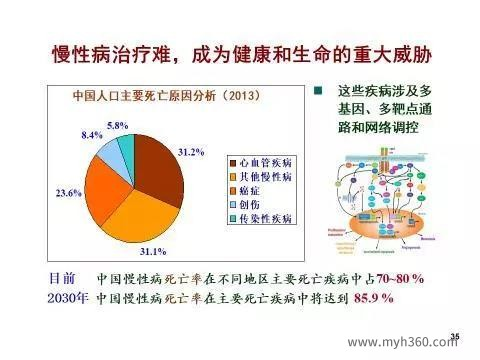 慢性病治疗难，成为健康和生命的重大威胁
中国人口主要死亡原因分析（2013）
5.8%
8.4%
31.2%
23.6%
31.1%
心血管疾病
其他慢性病
癌症
创伤
传染性疾病
这些疾病涉及多
基因、多靶点通
路和网络调控
目前 中国慢性病死亡率在不同地区主要死亡疾病中占70~80 %
2030年 中国慢性病死亡率在主要死亡疾病中将达到 85.9 %
35
www.myh360.com